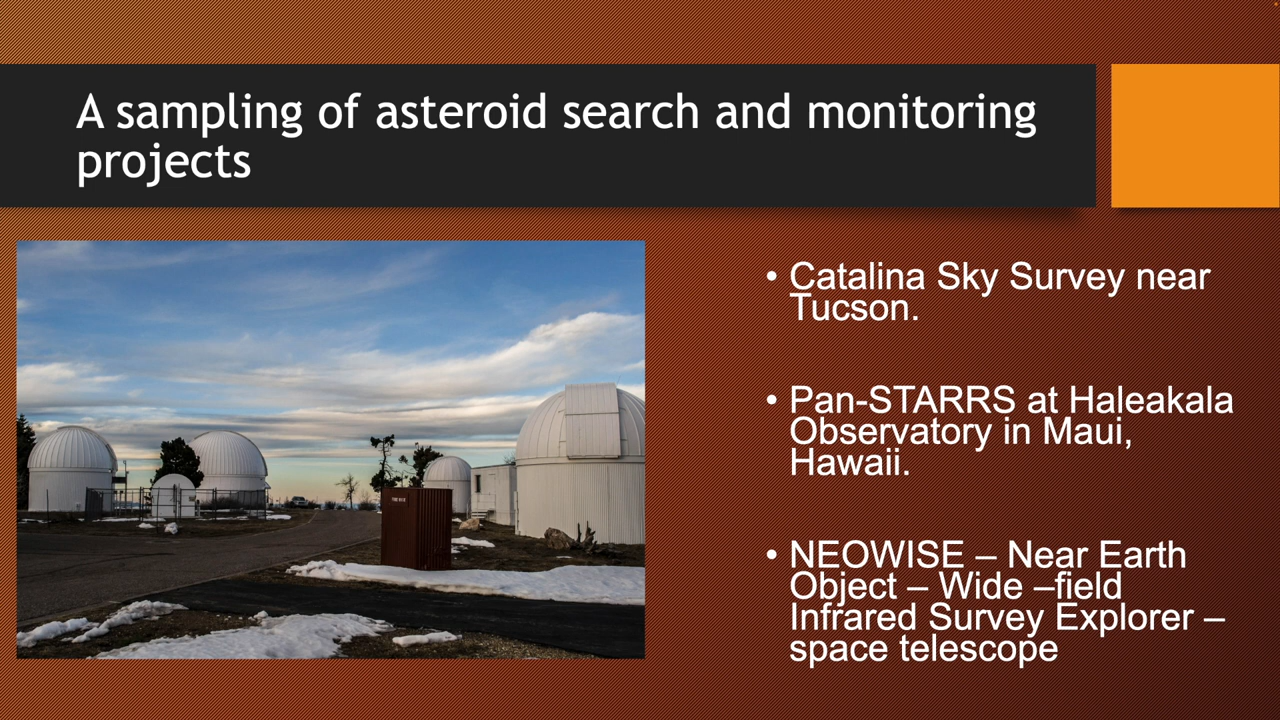 A sampling of asteroid search and monitoring
projects
• Catalina Sky Survey near
Tucson.
• Pan-STARRS at Haleakala
Observatory in Maui,
Hawaii.
• NEOWISE – Near Earth
Object – Wide –field
Infrared Survey Explorer –
space telescope